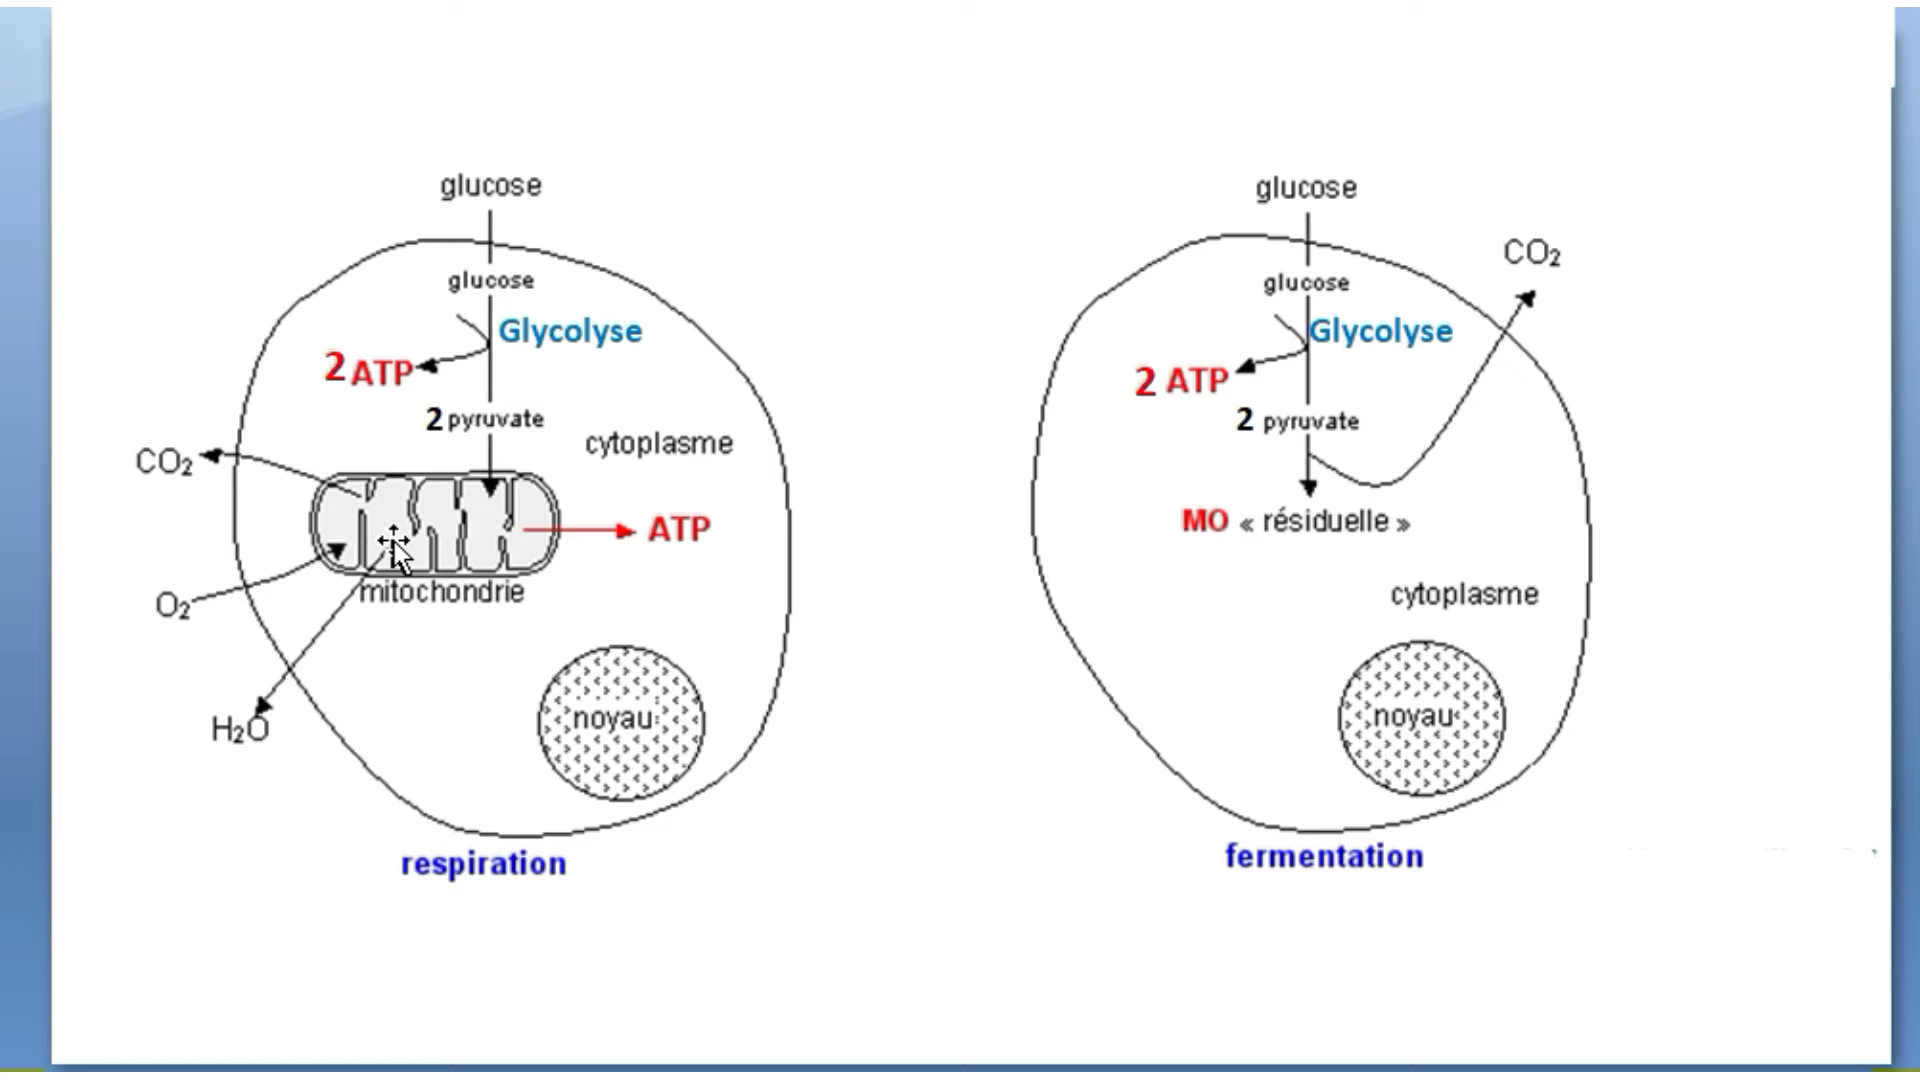 glucose
glucose
Glycolyse
2 ATP
2 pyruvate
cytoplasme
CO₂
ATP
mitochondrie
O₂
H₂O
noyau
respiration
glucose
CO₂
glucose
Glycolyse
2 ATP
2 pyruvate
MO « résiduelle »
cytoplasme
noyau
fermentation